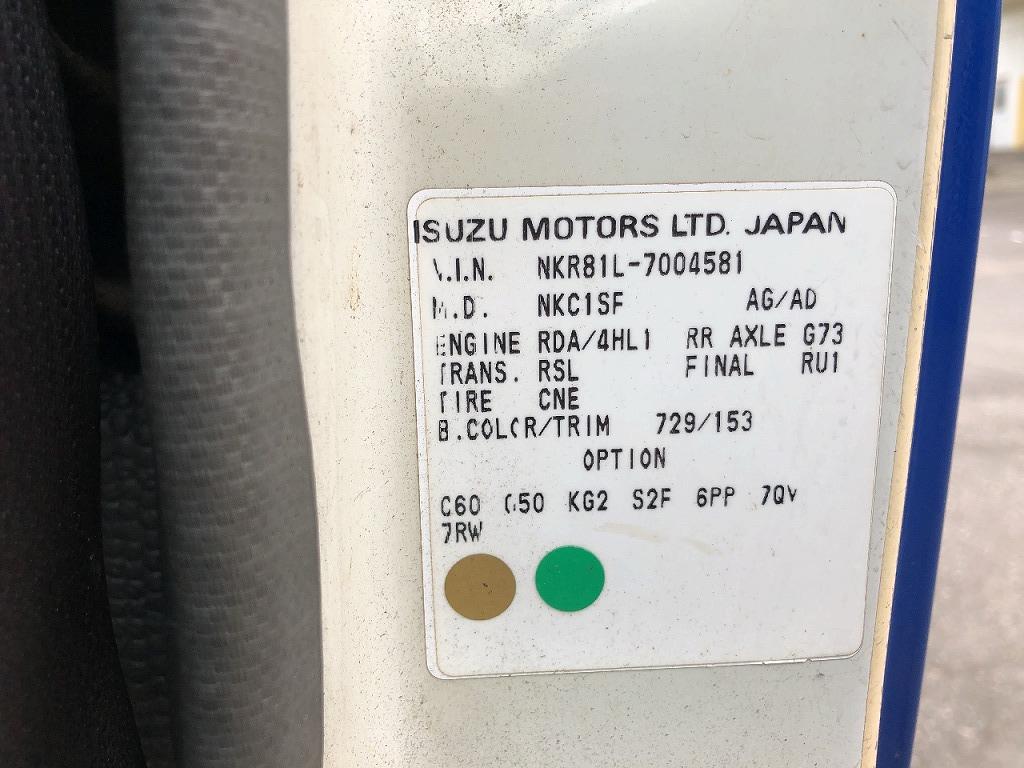 ISUZU MOTORS LTD. JAPAN
V.I.N. NKR81L-7004581
M.D. NKC1SF AG/AD
ENGINE RDA/4HL1 RR AXLE G73
TRANS. RSL FINAL RU1
TIRE CNE
B.COLOR/TRIM 729/153
OPTION
C60 KG2 S2F 6PP 7QV
7RW